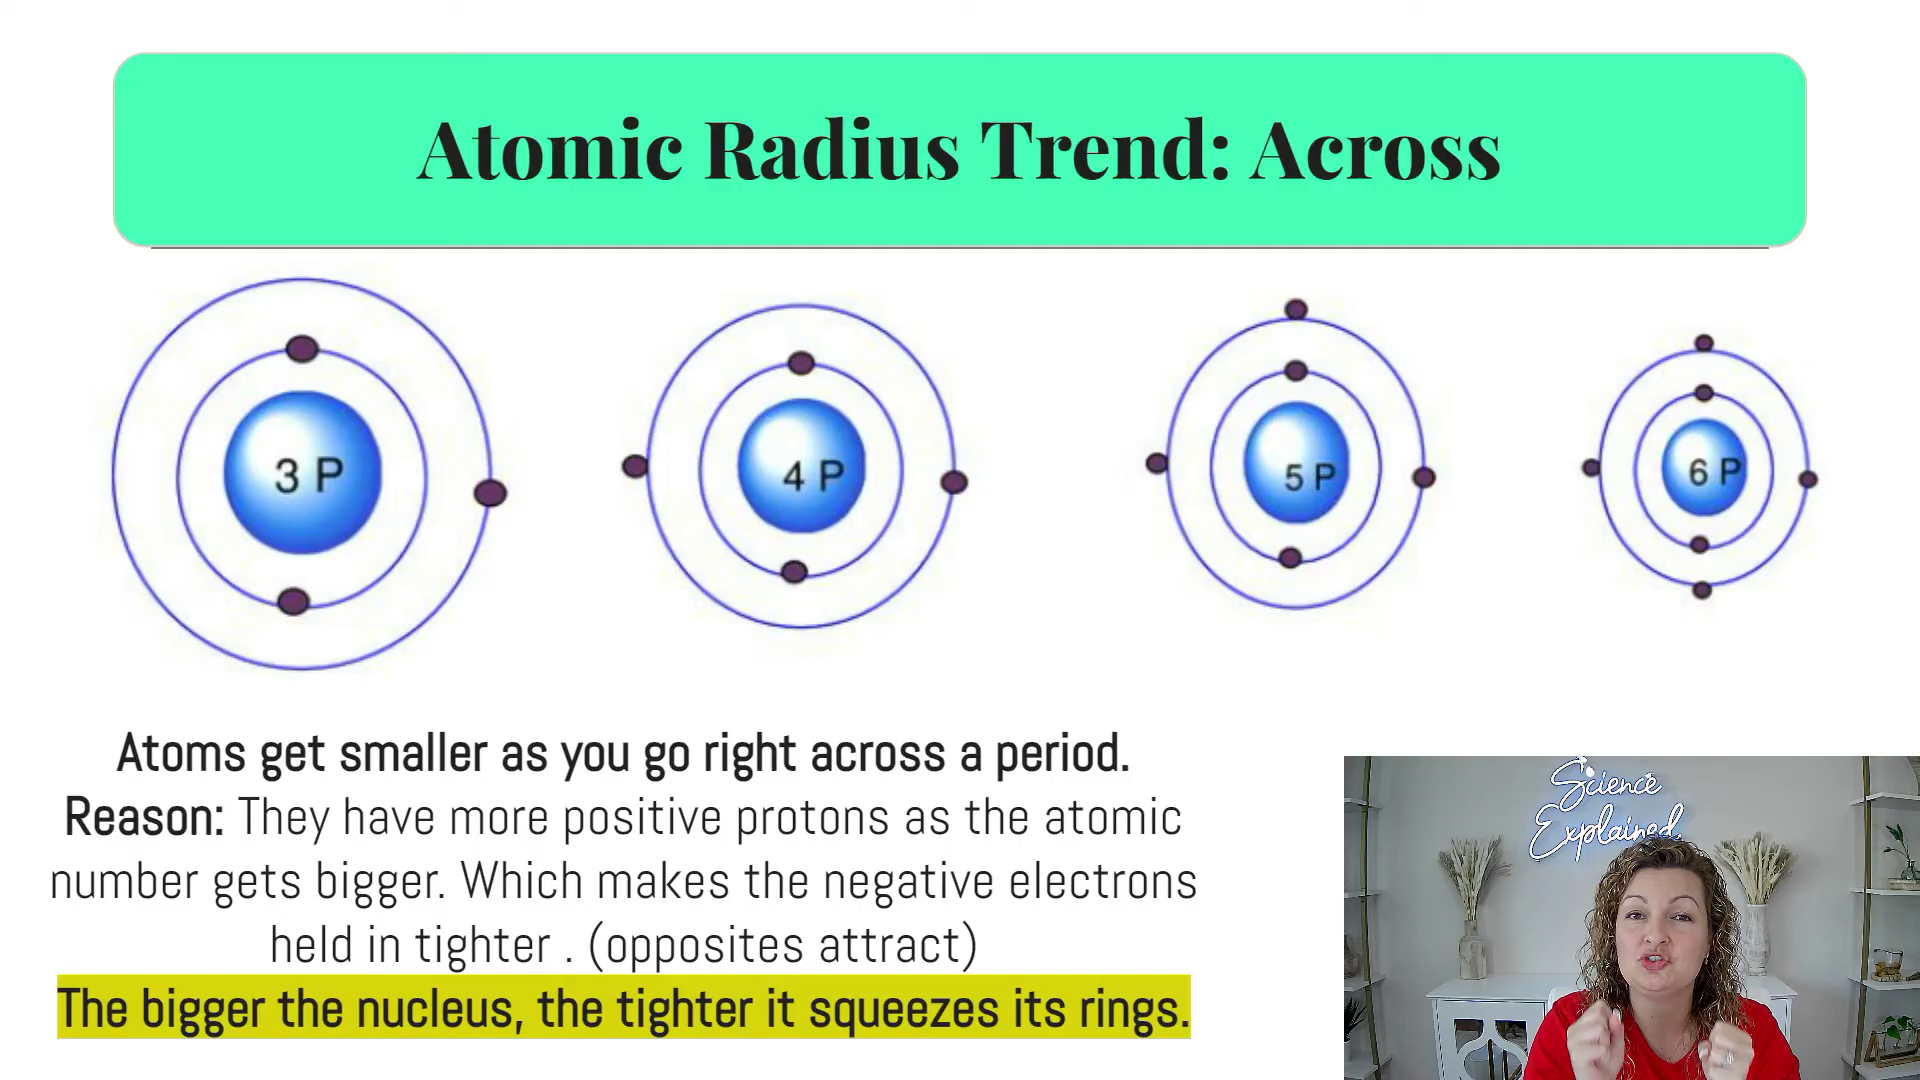 Atomic Radius Trend: Across
3 P
4 P
5 P
6 P
Atoms get smaller as you go right across a period.
Reason: They have more positive protons as the atomic
number gets bigger. Which makes the negative electrons
held in tighter . (opposites attract)
The bigger the nucleus, the tighter it squeezes its rings.
Science
Explained